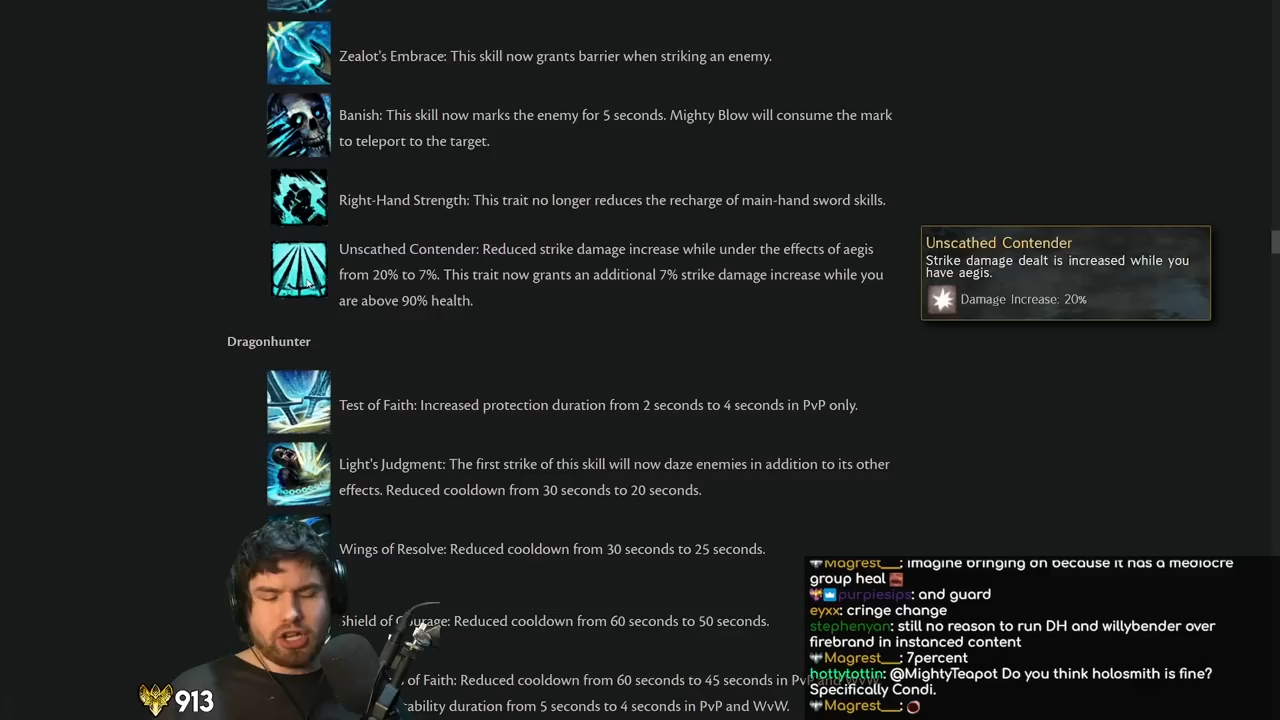 Zealot's Embrace: This skill now grants barrier when striking an enemy.
Banish: This skill now marks the enemy for 5 seconds. Mighty Blow will consume the mark
to teleport to the target.
Right-Hand Strength: This trait no longer reduces the recharge of main-hand sword skills.
Unscathed Contender: Reduced strike damage increase while under the effects of aegis
from 20% to 7%. This trait now grants an additional 7% strike damage increase while you
are above 90% health.
Unscathed Contender
Strike damage dealt is increased while you
have aegis.
Damage Increase: 20%
Dragonhunter
Test of Faith: Increased protection duration from 2 seconds to 4 seconds in PvP only.
Light's Judgment: The first strike of this skill will now daze enemies in addition to its other
effects. Reduced cooldown from 30 seconds to 20 seconds.
Wings of Resolve: Reduced cooldown from 30 seconds to 25 seconds.
Shield of Courage: Reduced cooldown from 60 seconds to 50 seconds.
of Faith: Reduced cooldown from 60 seconds to 45 seconds in PvP and WvW.
duration from 5 seconds to 4 seconds in PvP and WvW.
Magrest__: imagine bringing dh because it has a mediocre
group heal
purpiesips: and guard
eyxx: cringe change
stephenyan: still no reason to run DH and willybender over
firebrand in instanced content
Magrest__: 7percent
hottytottin: @MightyTeapot Do you think holosmith is fine?
Specifically Condi.
Magrest__:
913